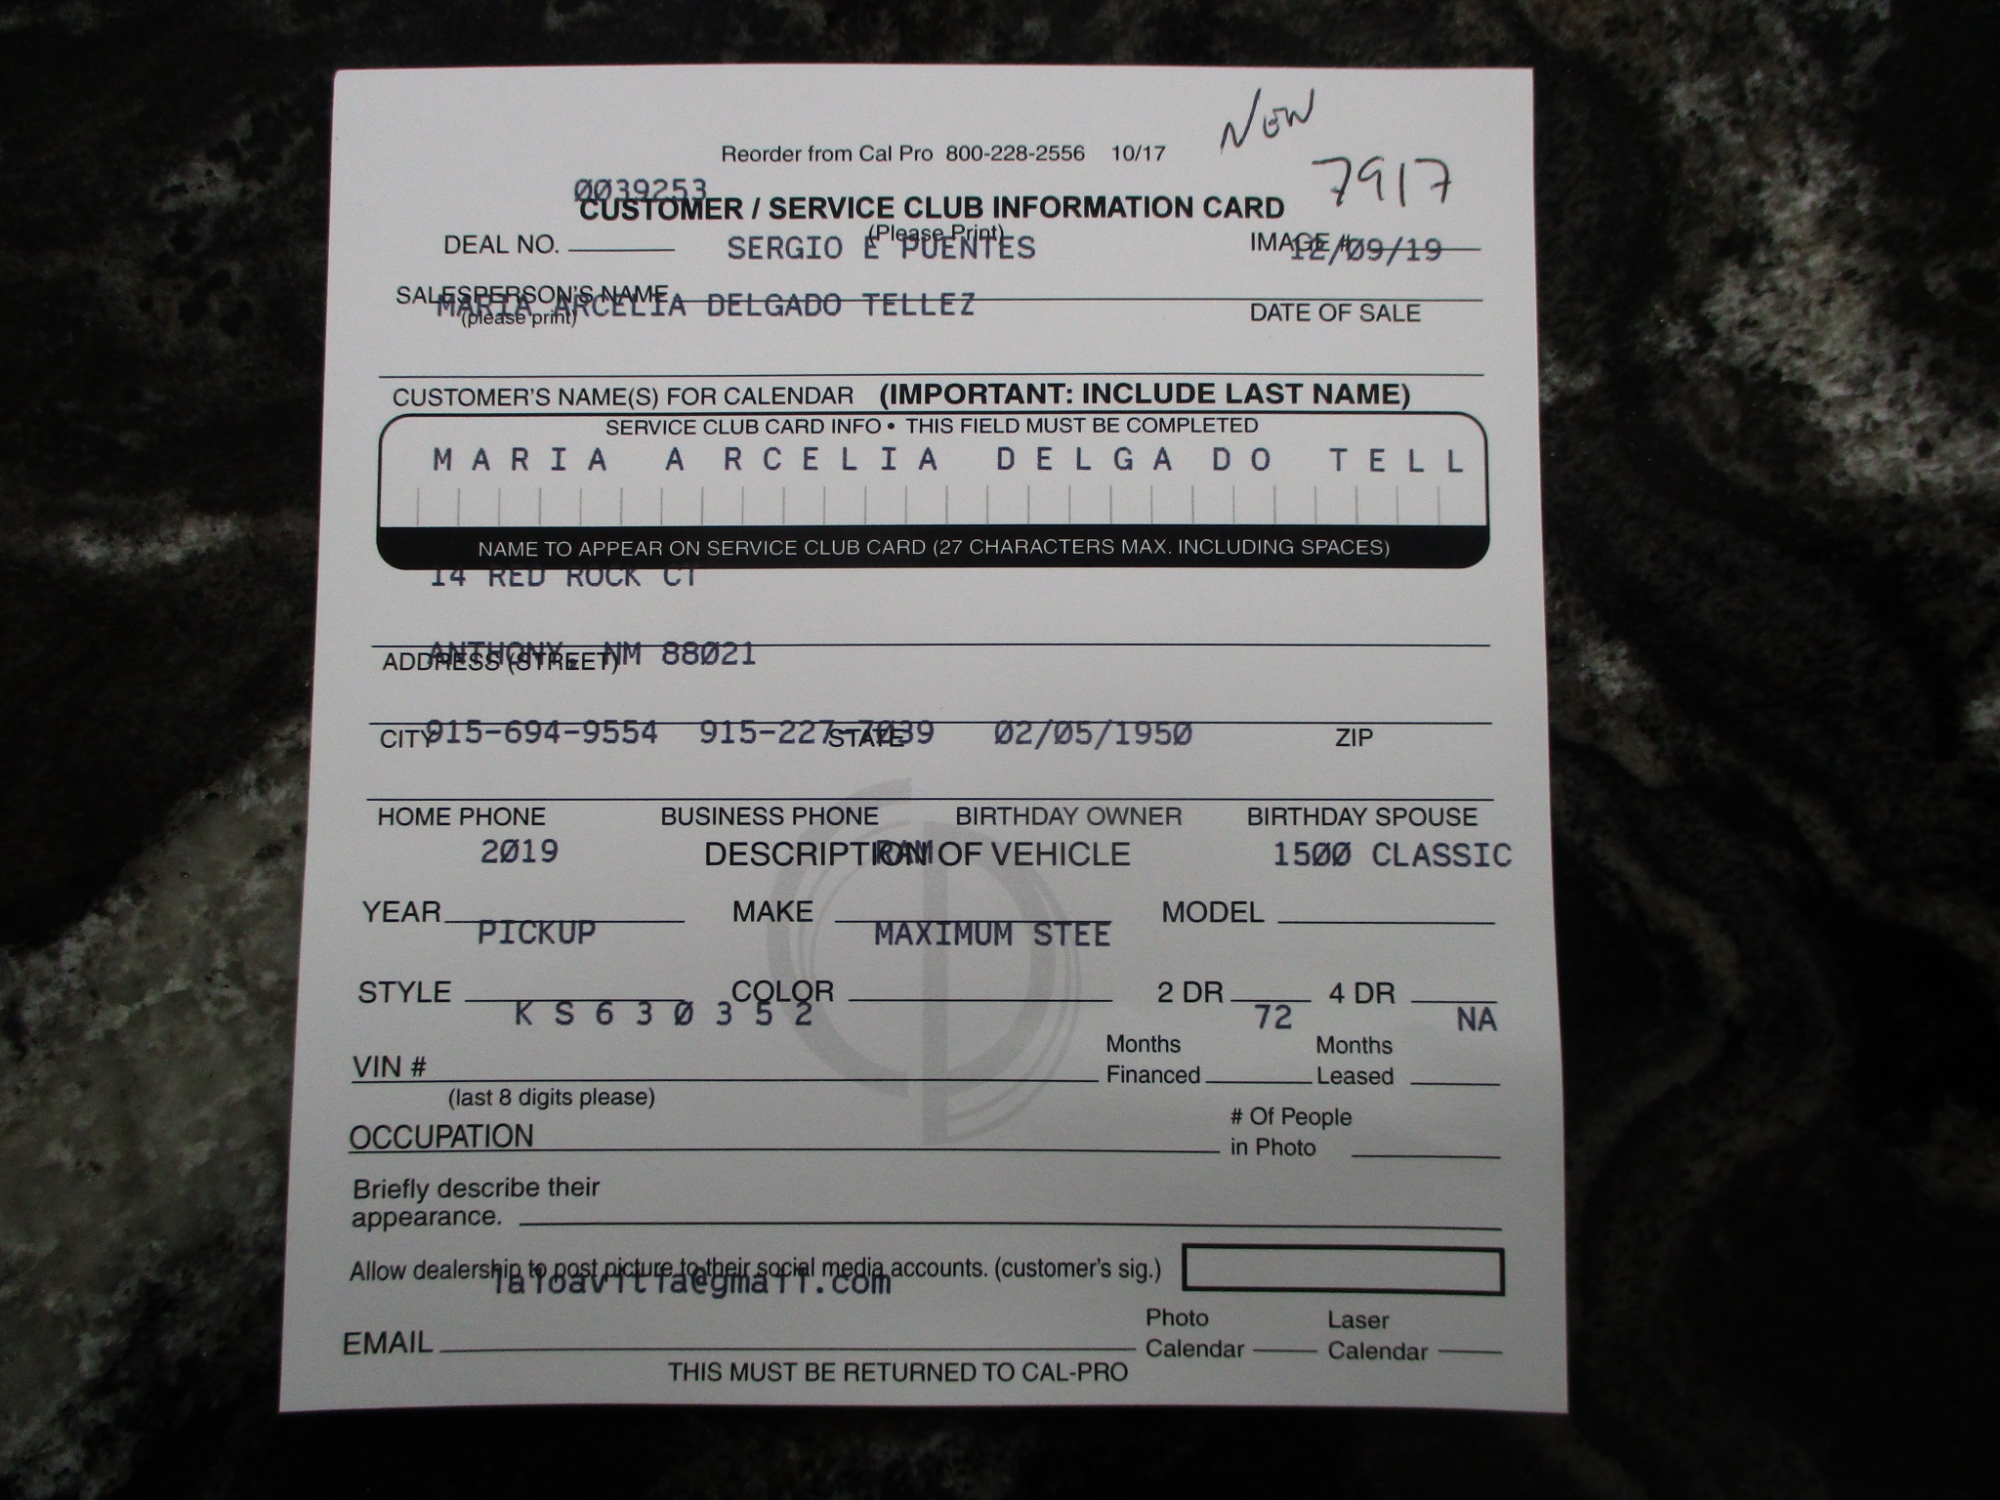 NEW
Reorder from Cal Pro 800-228-2556 10/17
7917
0039253
CUSTOMER / SERVICE CLUB INFORMATION CARD
(Please Print)
DEAL NO. SERGIO E PUENTES IMAGE # 12/09/19
SALESPERSON'S NAME DATE OF SALE
(please print)
MARIA ARCELIA DELGADO TELLEZ
CUSTOMER'S NAME(S) FOR CALENDAR (IMPORTANT: INCLUDE LAST NAME)
SERVICE CLUB CARD INFO • THIS FIELD MUST BE COMPLETED
MARIA ARCELIA DELGADO TELL
NAME TO APPEAR ON SERVICE CLUB CARD (27 CHARACTERS MAX. INCLUDING SPACES)
14 RED ROCK CT
ANTHONY, NM 88021
ADDRESS (STREET)
915-694-9554 915-227-7039 02/05/1950
CITY STATE ZIP
HOME PHONE BUSINESS PHONE BIRTHDAY OWNER BIRTHDAY SPOUSE
2019 RAM 1500 CLASSIC
DESCRIPTION OF VEHICLE
YEAR MAKE MODEL
PICKUP MAXIMUM STEE
STYLE COLOR 2 DR 4 DR
KS630352 72 NA
VIN # Months Financed Months Leased
(last 8 digits please)
OCCUPATION # Of People in Photo
Briefly describe their
appearance.
Allow dealership to post picture to their social media accounts. (customer's sig.)
laloavitia@gmail.com
EMAIL Photo Calendar Laser Calendar
THIS MUST BE RETURNED TO CAL-PRO